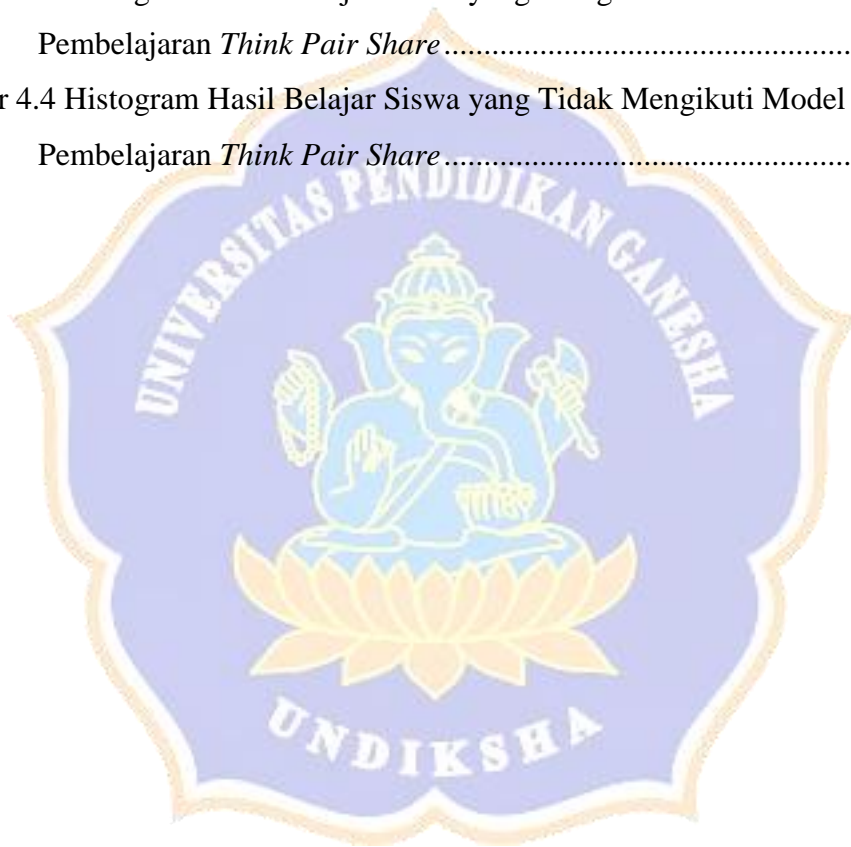 Pembelajaran Think Pair Share
r 4.4 Histogram Hasil Belajar Siswa yang Tidak Mengikuti Model
Pembelajaran Think Pair Share
UNIVERSITAS PENDIDIKAN GANESHA
UNDIKSHA